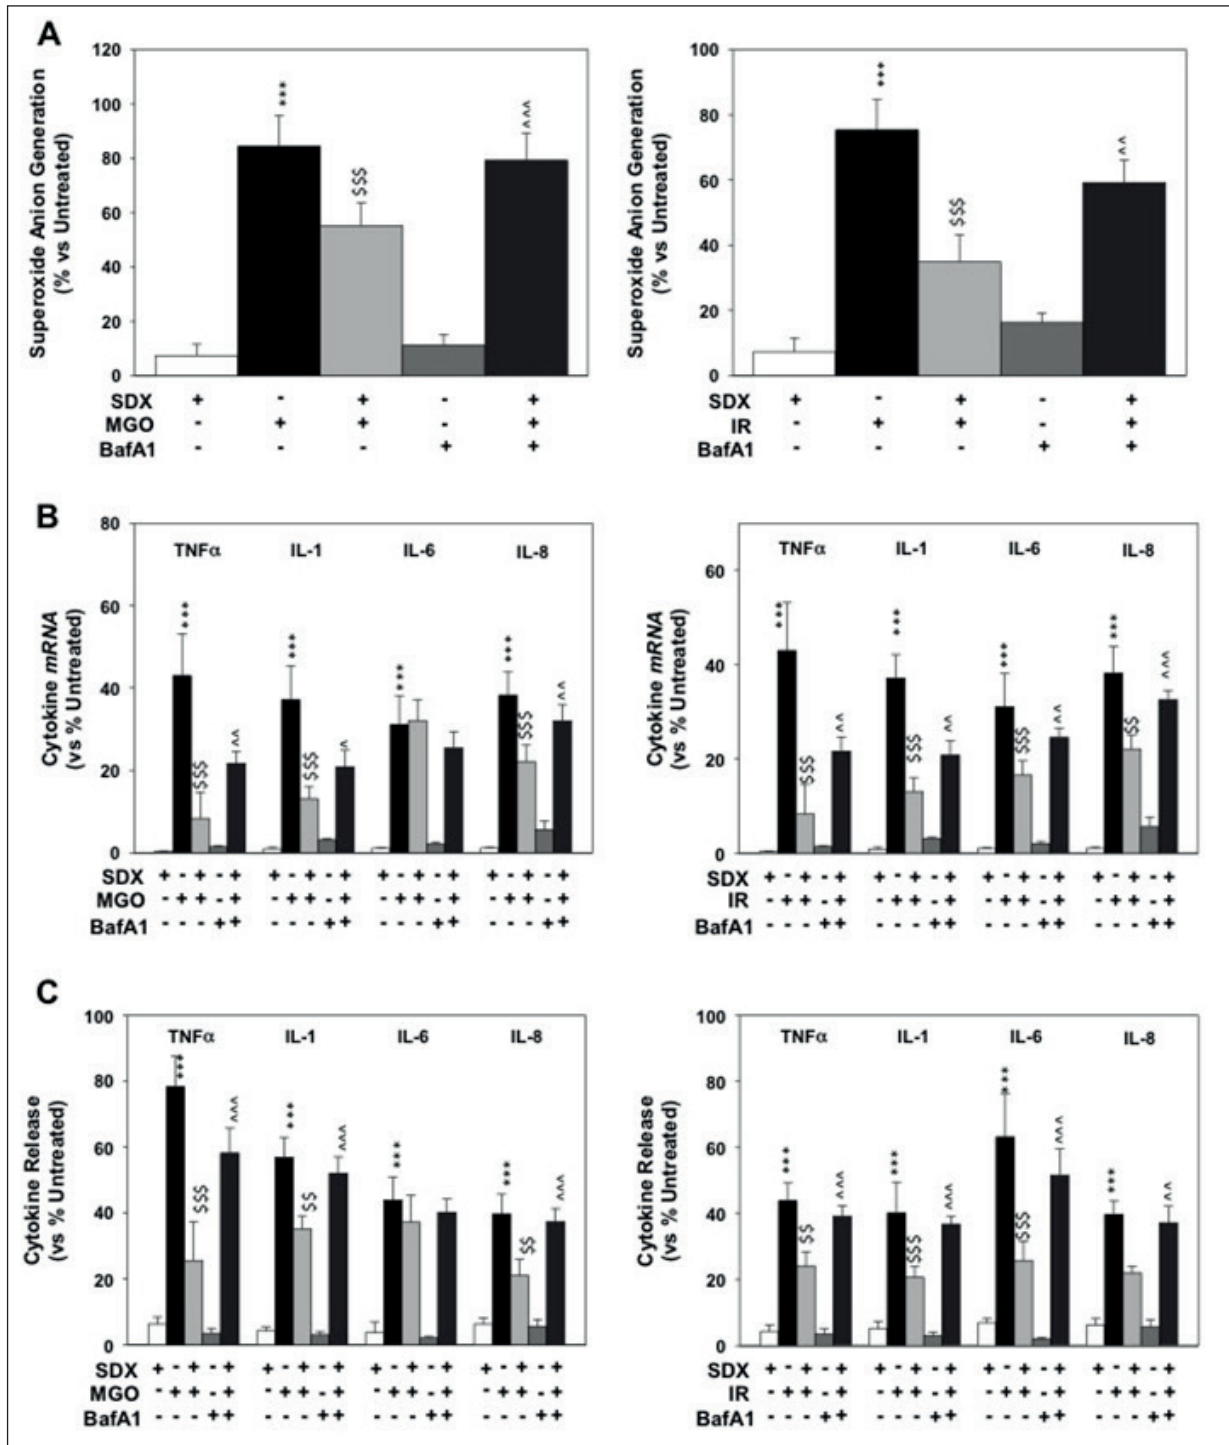 A
120
100
80
60
40
20
0
Superoxide Anion Generation
(% vs Untreated)
***
$$$
^^^
SDX + - + - +
MGO - + + - +
BafA1 - - - + +
100
80
60
40
20
0
Superoxide Anion Generation
(% vs Untreated)
***
$$$
^^
SDX + - + - +
IR - + + - +
BafA1 - - - + +
B
80
60
40
20
0
Cytokine mRNA
(vs % Untreated)
TNFα IL-1 IL-6 IL-8
*** $$$ ^^ *** $$$ ^ *** *** $$$ ^^
SDX + - + + + - + + + - + + + - + +
MGO - + + + - + + + - + + + - + + +
BafA1 - - - + + - - - + + - - - + + - - - + +
60
40
20
0
Cytokine mRNA
(vs % Untreated)
TNFα IL-1 IL-6 IL-8
*** $$$ ^^ *** $$$ ^^ *** $$$ ^^ *** $$ ^^^
SDX + - + + + - + + + - + + + - + +
IR - + + + - + + + - + + + - + + +
BafA1 - - - + + - - - + + - - - + + - - - + +
C
100
80
60
40
20
0
Cytokine Release
(vs % Untreated)
TNFα IL-1 IL-6 IL-8
*** $$$ ^^^ *** $$ ^^^ *** *** $$ ^^^
SDX + - + + + - + + + - + + + - + +
MGO - + + + - + + + - + + + - + + +
BafA1 - - - + + - - - + + - - - + + - - - + +
100
80
60
40
20
0
Cytokine Release
(vs % Untreated)
TNFα IL-1 IL-6 IL-8
*** $$ ^^^ *** $$$ ^^^ *** $$$ ^^^ *** ^^
SDX + - + + + - + + + - + + + - + +
IR - + + + - + + + - + + + - + + +
BafA1 - - - + + - - - + + - - - + + - - - + +